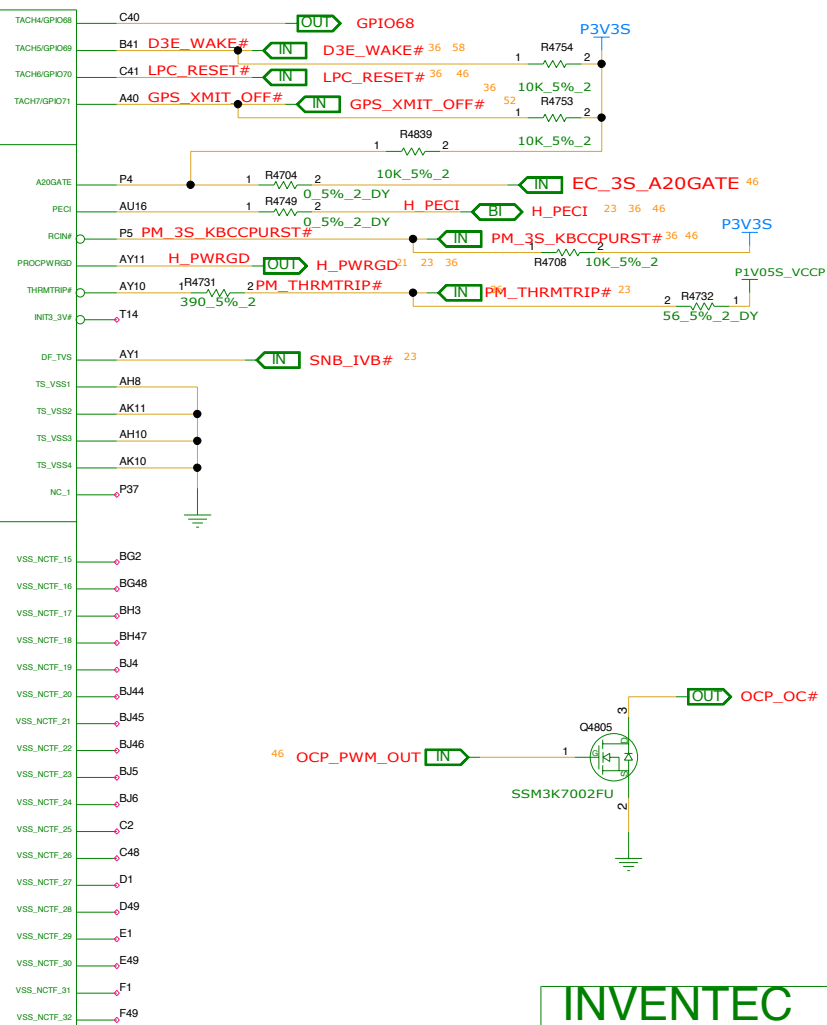 TACH4/GPIO68 C40 OUT GPIO68
P3V3S
TACH5/GPIO69 B41 D3E_WAKE# IN D3E_WAKE# 36 58 1 R4754 2
10K_5%_2
TACH6/GPIO70 C41 LPC_RESET# IN LPC_RESET# 36 46
TACH7/GPIO71 A40 GPS_XMIT_OFF# IN GPS_XMIT_OFF# 36 52 1 R4753 2
10K_5%_2
1 R4839 2
10K_5%_2
A20GATE P4 1 R4704 2 IN EC_3S_A20GATE 46
0_5%_2_DY
PECI AU16 1 R4749 2 H_PECI BI H_PECI 23 36 46
0_5%_2_DY
P3V3S
RCIN# P5 PM_3S_KBCCPURST# IN PM_3S_KBCCPURST# 36 46
1 R4708 2 10K_5%_2
PROCPWRGD AY11 H_PWRGD OUT H_PWRGD 21 23 36
P1V05S_VCCP
THRMTRIP# AY10 1 R4731 2 PM_THRMTRIP# IN PM_THRMTRIP# 23
390_5%_2
2 R4732 1
56_5%_2_DY
INIT3_3V# T14
DF_TVS AY1 IN SNB_IVB# 23
TS_VSS1 AH8
TS_VSS2 AK11
TS_VSS3 AH10
TS_VSS4 AK10
NC_1 P37
VSS_NCTF_15 BG2
VSS_NCTF_16 BG48
VSS_NCTF_17 BH3
VSS_NCTF_18 BH47
VSS_NCTF_19 BJ4
VSS_NCTF_20 BJ44
VSS_NCTF_21 BJ45
VSS_NCTF_22 BJ46
VSS_NCTF_23 BJ5
VSS_NCTF_24 BJ6
VSS_NCTF_25 C2
VSS_NCTF_26 C48
VSS_NCTF_27 D1
VSS_NCTF_28 D49
VSS_NCTF_29 E1
VSS_NCTF_30 E49
VSS_NCTF_31 F1
VSS_NCTF_32 F49
OUT OCP_OC#
3
Q4805
D
46 OCP_PWM_OUT IN 1 G
S
SSM3K7002FU
2
INVENTEC